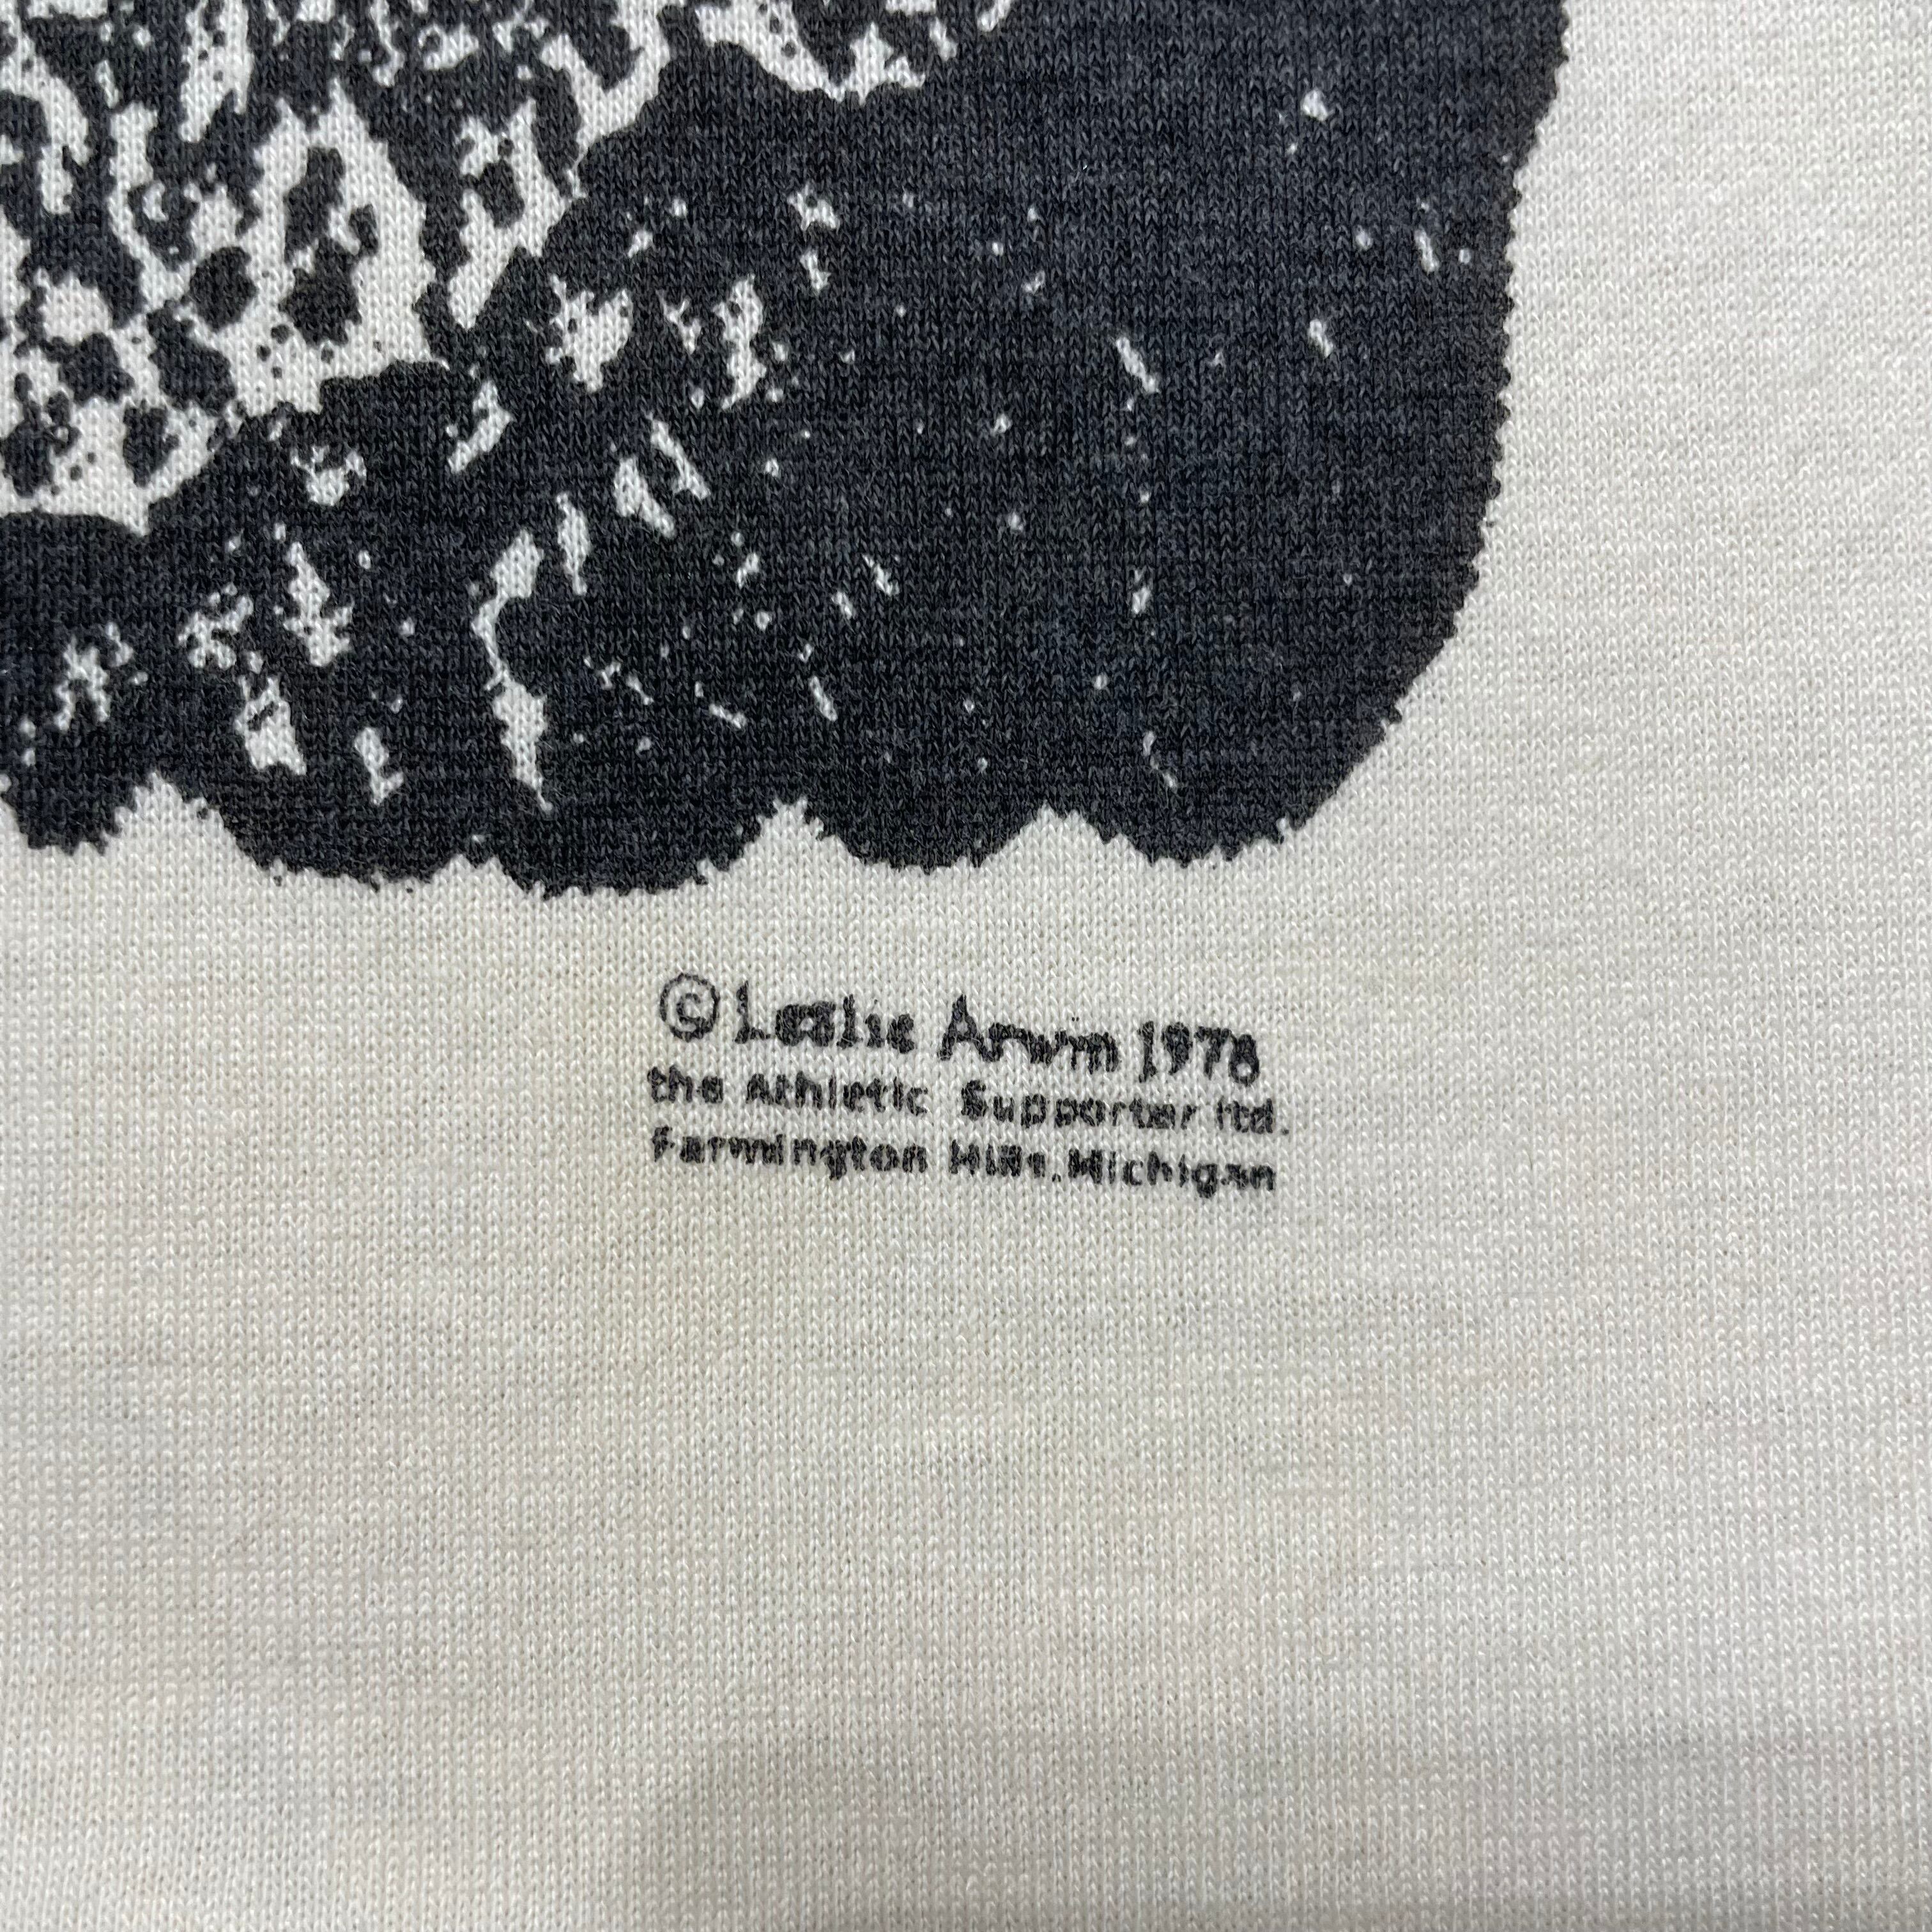 © Leslie Arwin 1978
the Athletic Supporter ltd.
Farmington Hills, Michigan